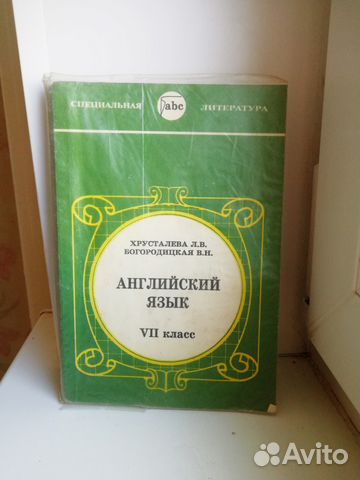 СПЕЦИАЛЬНАЯ abc ЛИТЕРАТУРА
ХРУСТАЛЕВА Л.В.
БОГОРОДИЦКАЯ В.Н.
АНГЛИЙСКИЙ
ЯЗЫК
VII класс
Avito